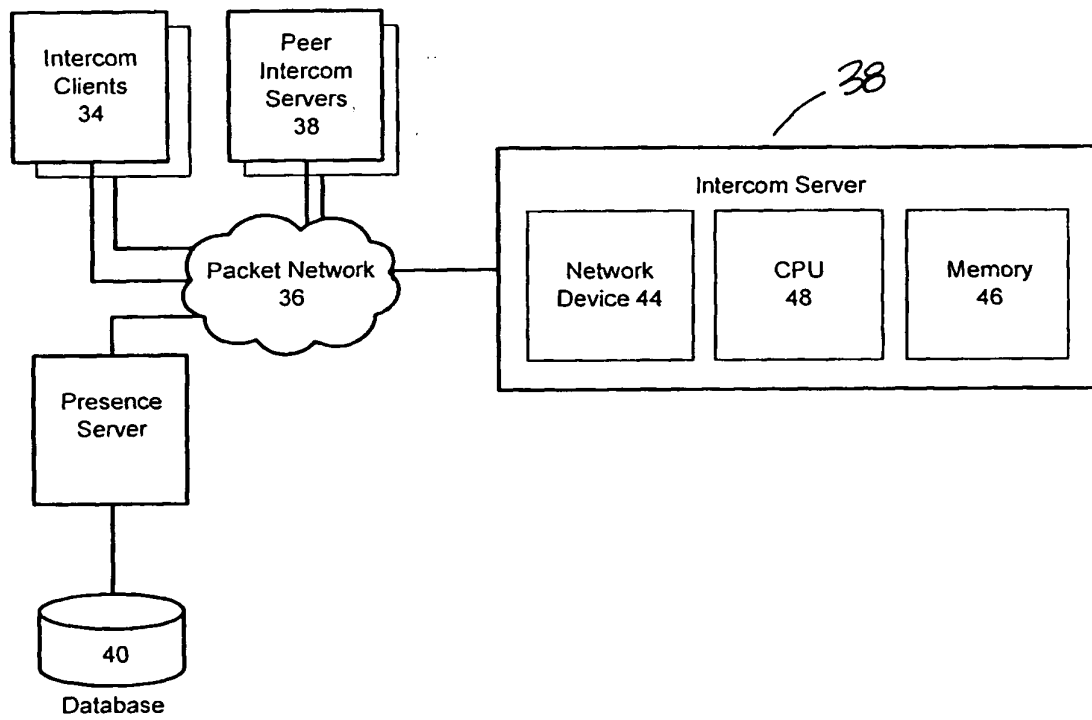 Intercom
Clients
34
Peer
Intercom
Servers
38
38
Intercom Server
Network
Device 44
CPU
48
Memory
46
Packet Network
36
Presence
Server
40
Database